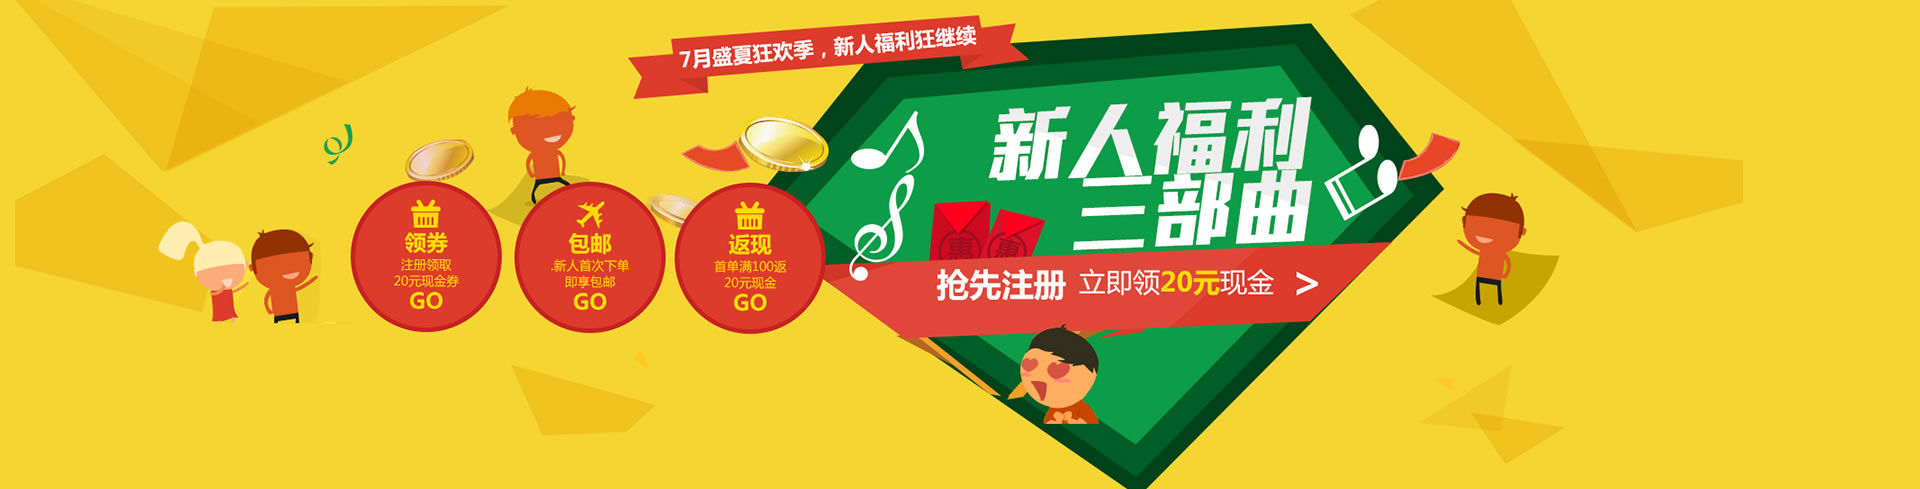 7月盛夏狂欢季，新人福利狂继续
新人福利
三部曲
惠 惠
抢先注册 立即领20元现金 >
领券
注册领取
20元现金券
GO
包邮
.新人首次下单
即享包邮
GO
返现
首单满100返
20元现金
GO